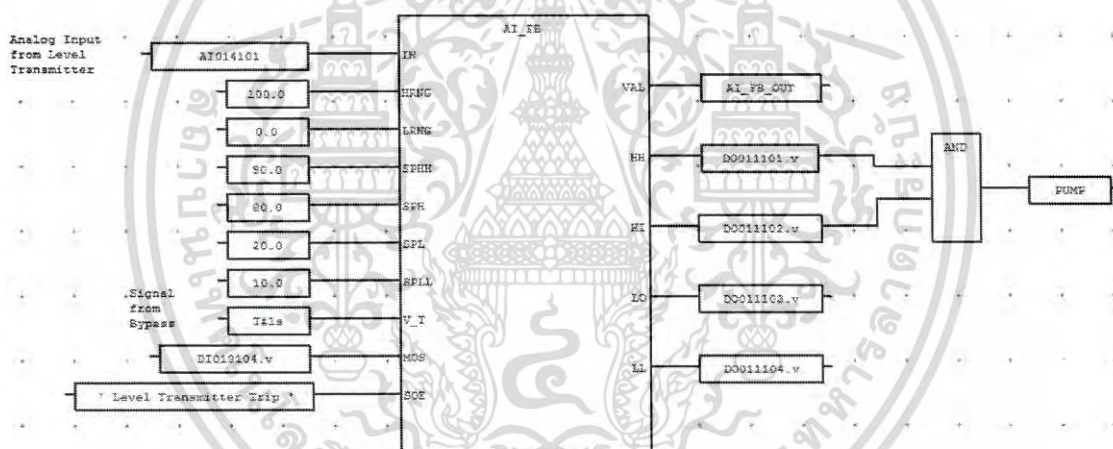 AI_FB
Analog Input
from Level
Transmitter
AI014101
IN
100.0
HRNG
VAL
AI_FB_OUT
0.0
LRNG
AND
90.0
SPHH
HH
DO011101.v
PUMP
80.0
SPH
20.0
SPL
HI
DO011102.v
10.0
SPLL
Signal
from
Bypass
T#1s
V_T
LO
DO011103.v
DI010104.v
MOS
LL
DO011104.v
' Level Transmitter Trip '
SOE